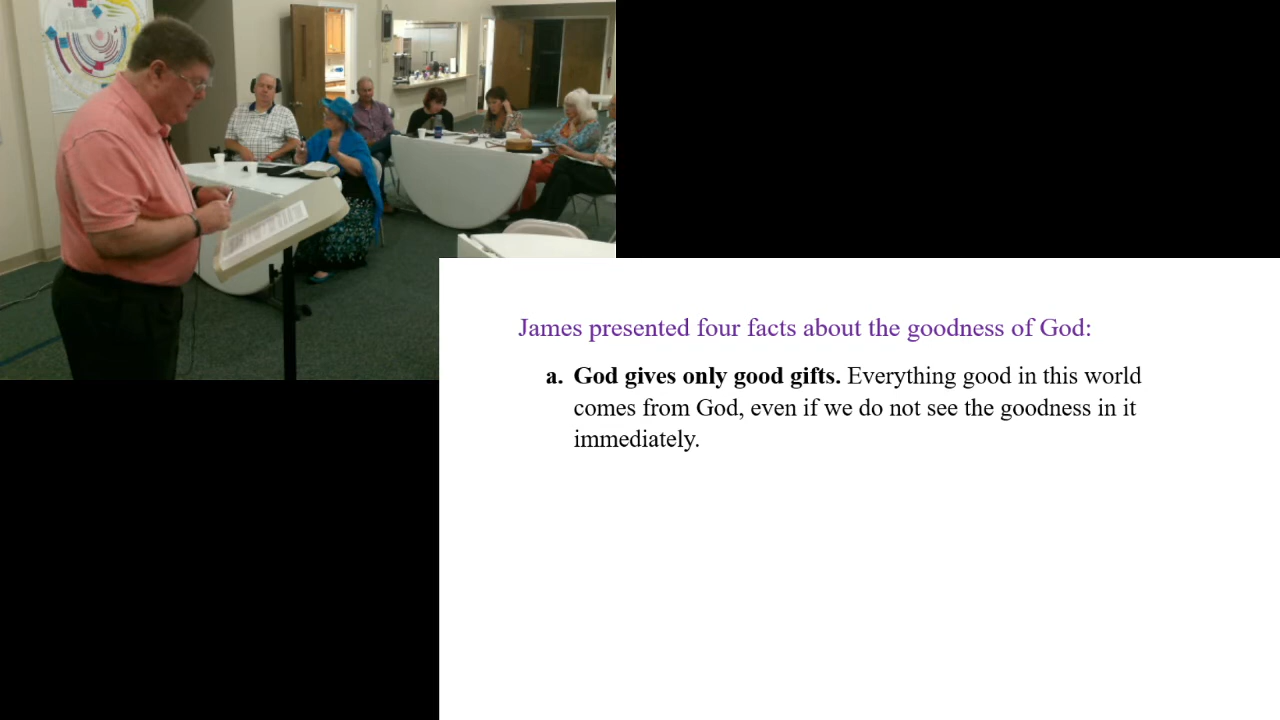 James presented four facts about the goodness of God:
a. God gives only good gifts. Everything good in this world
comes from God, even if we do not see the goodness in it
immediately.